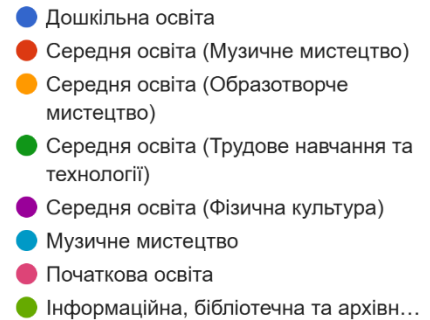 Дошкільна освіта
Середня освіта (Музичне мистецтво)
Середня освіта (Образотворче
мистецтво)
Середня освіта (Трудове навчання та
технології)
Середня освіта (Фізична культура)
Музичне мистецтво
Початкова освіта
Інформаційна, бібліотечна та архівн…